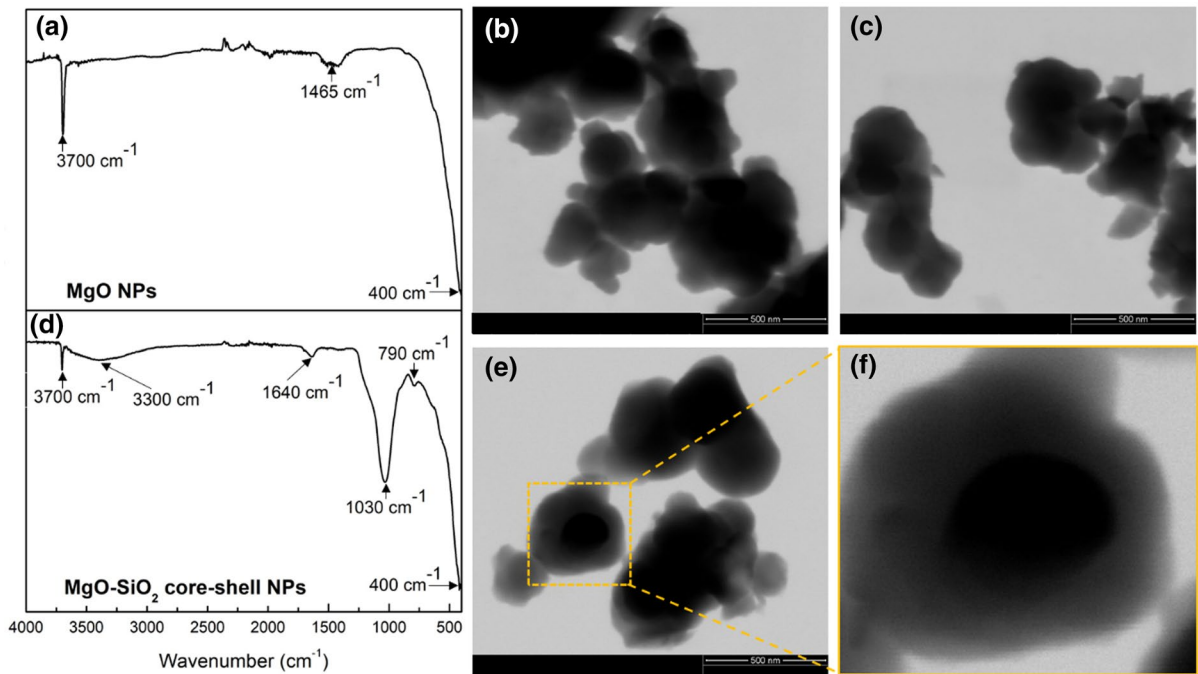 (a)
1465 cm⁻¹
3700 cm⁻¹
MgO NPs
400 cm⁻¹
(b)
500 nm
(c)
500 nm
(d)
790 cm⁻¹
3700 cm⁻¹
3300 cm⁻¹
1640 cm⁻¹
1030 cm⁻¹
400 cm⁻¹
MgO-SiO₂ core-shell NPs
4000 3500 3000 2500 2000 1500 1000 500
Wavenumber (cm⁻¹)
(e)
500 nm
(f)